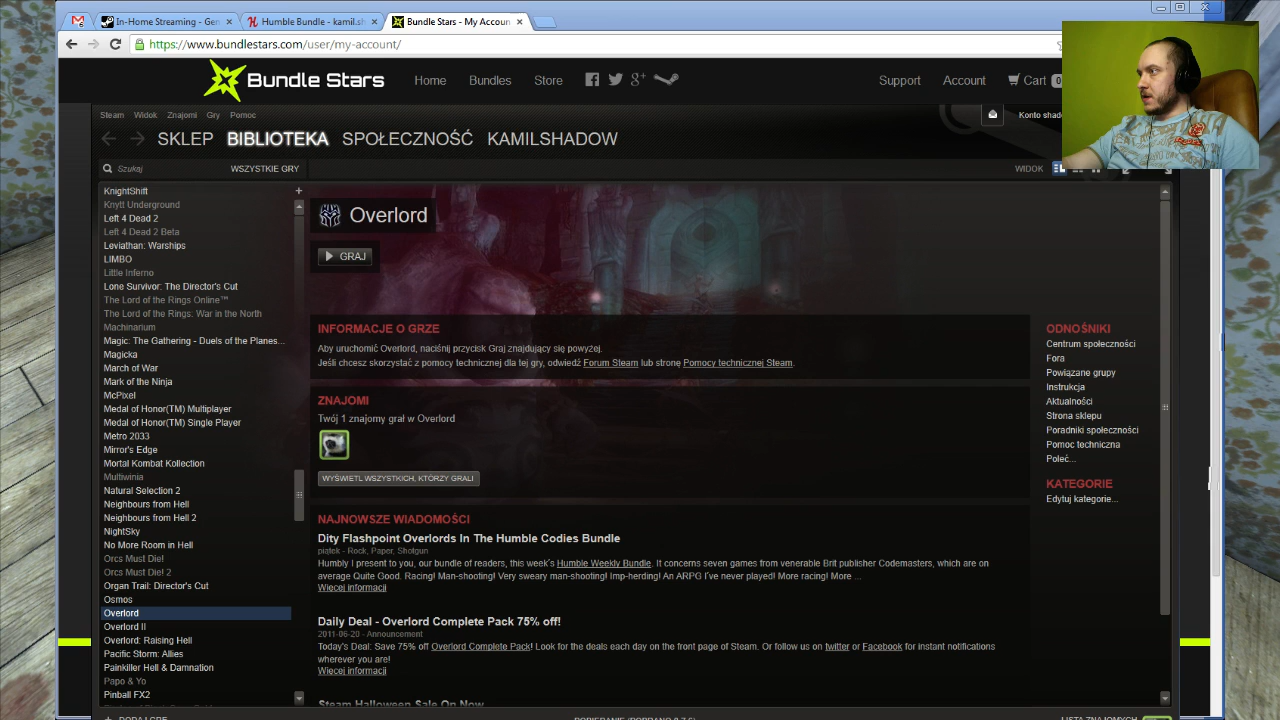 In-Home Streaming - Gen
Humble Bundle - kamil.sh
Bundle Stars - My Accoun
https://www.bundlestars.com/user/my-account/
Bundle Stars
Home
Bundles
Store
Support
Account
Cart
Steam Widok Znajomi Gry Pomoc
SKLEP BIBLIOTEKA SPOŁECZNOŚĆ KAMILSHADOW
Szukaj
WSZYSTKIE GRY
WIDOK
KnightShift
Knytt Underground
Left 4 Dead 2
Left 4 Dead 2 Beta
Leviathan: Warships
LIMBO
Little Inferno
Lone Survivor: The Director's Cut
The Lord of the Rings Online™
The Lord of the Rings: War in the North
Machinarium
Magic: The Gathering - Duels of the Planes...
Magicka
March of War
Mark of the Ninja
McPixel
Medal of Honor(TM) Multiplayer
Medal of Honor(TM) Single Player
Metro 2033
Mirror's Edge
Mortal Kombat Kollection
Multiwinia
Natural Selection 2
Neighbours from Hell
Neighbours from Hell 2
NightSky
No More Room in Hell
Orcs Must Die!
Orcs Must Die! 2
Organ Trail: Director's Cut
Osmos
Overlord
Overlord II
Overlord: Raising Hell
Pacific Storm: Allies
Painkiller Hell & Damnation
Papo & Yo
Pinball FX2
Overlord
GRAJ
INFORMACJE O GRZE
Aby uruchomić Overlord, naciśnij przycisk Graj znajdujący się powyżej.
Jeśli chcesz skorzystać z pomocy technicznej dla tej gry, odwiedź Forum Steam lub stronę Pomocy technicznej Steam.
ZNAJOMI
Twój 1 znajomy grał w Overlord
WYŚWIETL WSZYSTKICH, KTÓRZY GRALI
NAJNOWSZE WIADOMOŚCI
Dity Flashpoint Overlords In The Humble Codies Bundle
piątek - Rock, Paper, Shotgun
Humbly I present to you, our bundle of readers, this week's Humble Weekly Bundle. It concerns seven games from venerable Brit publisher Codemasters, which are on
average Quite Good. Racing! Man-shooting! Very sweary man-shooting! Imp-herding! An ARPG I've never played! More racing! More ...
Więcej informacji
Daily Deal - Overlord Complete Pack 75% off!
2011-06-20 - Announcement
Today's Deal: Save 75% off Overlord Complete Pack! Look for the deals each day on the front page of Steam. Or follow us on twitter or Facebook for instant notifications
wherever you are!
Więcej informacji
Steam Halloween Sale On Now
ODNOŚNIKI
Centrum społeczności
Fora
Powiązane grupy
Instrukcja
Aktualności
Strona sklepu
Poradniki społeczności
Pomoc techniczna
Poleć...
KATEGORIE
Edytuj kategorie...